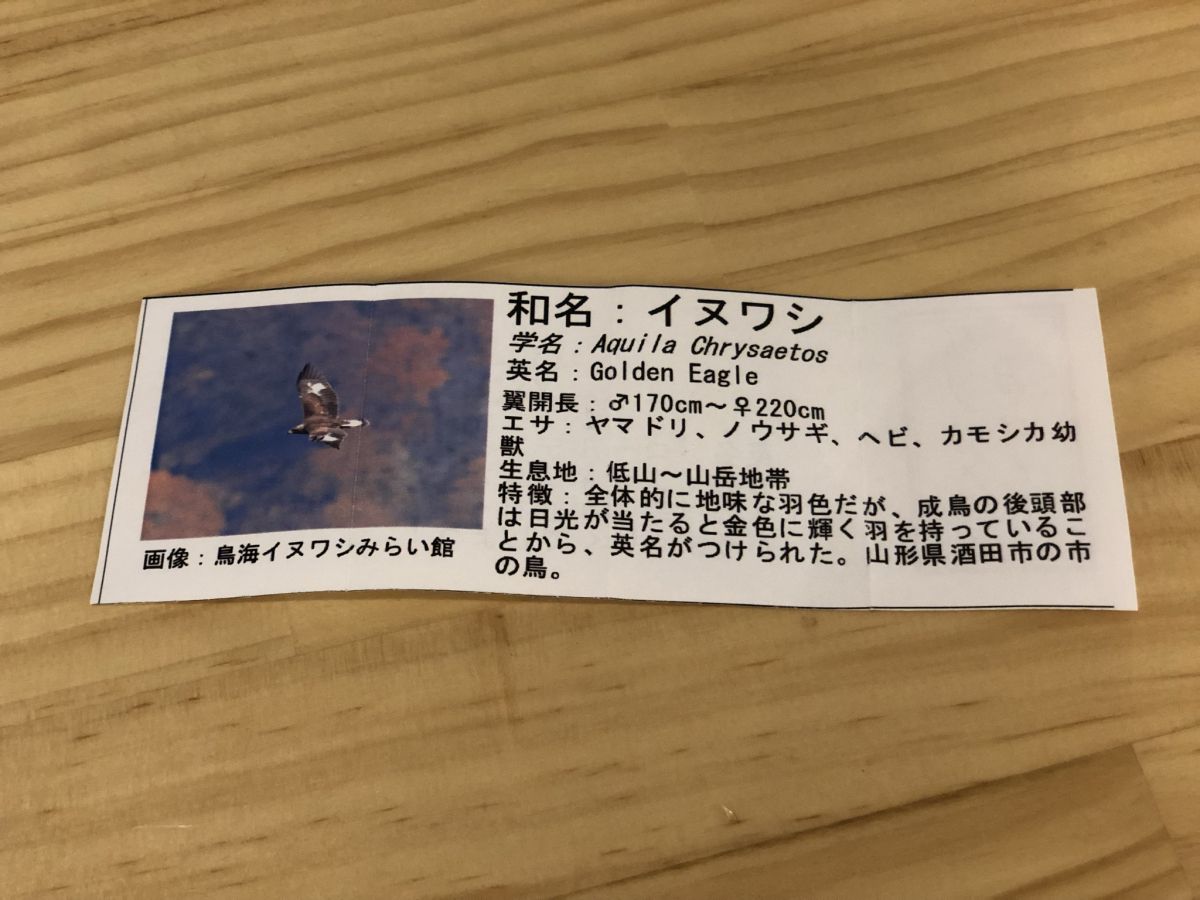 和名：イヌワシ
学名：Aquila Chrysaetos
英名：Golden Eagle
翼開長：♂170cm～♀220cm
エサ：ヤマドリ、ノウサギ、ヘビ、カモシカ幼
獣
生息地：低山～山岳地帯
特徴：全体的に地味な羽色だが、成鳥の後頭部
は日光が当たると金色に輝く羽を持っているこ
とから、英名がつけられた。山形県酒田市の市
の鳥。
画像：鳥海イヌワシみらい館